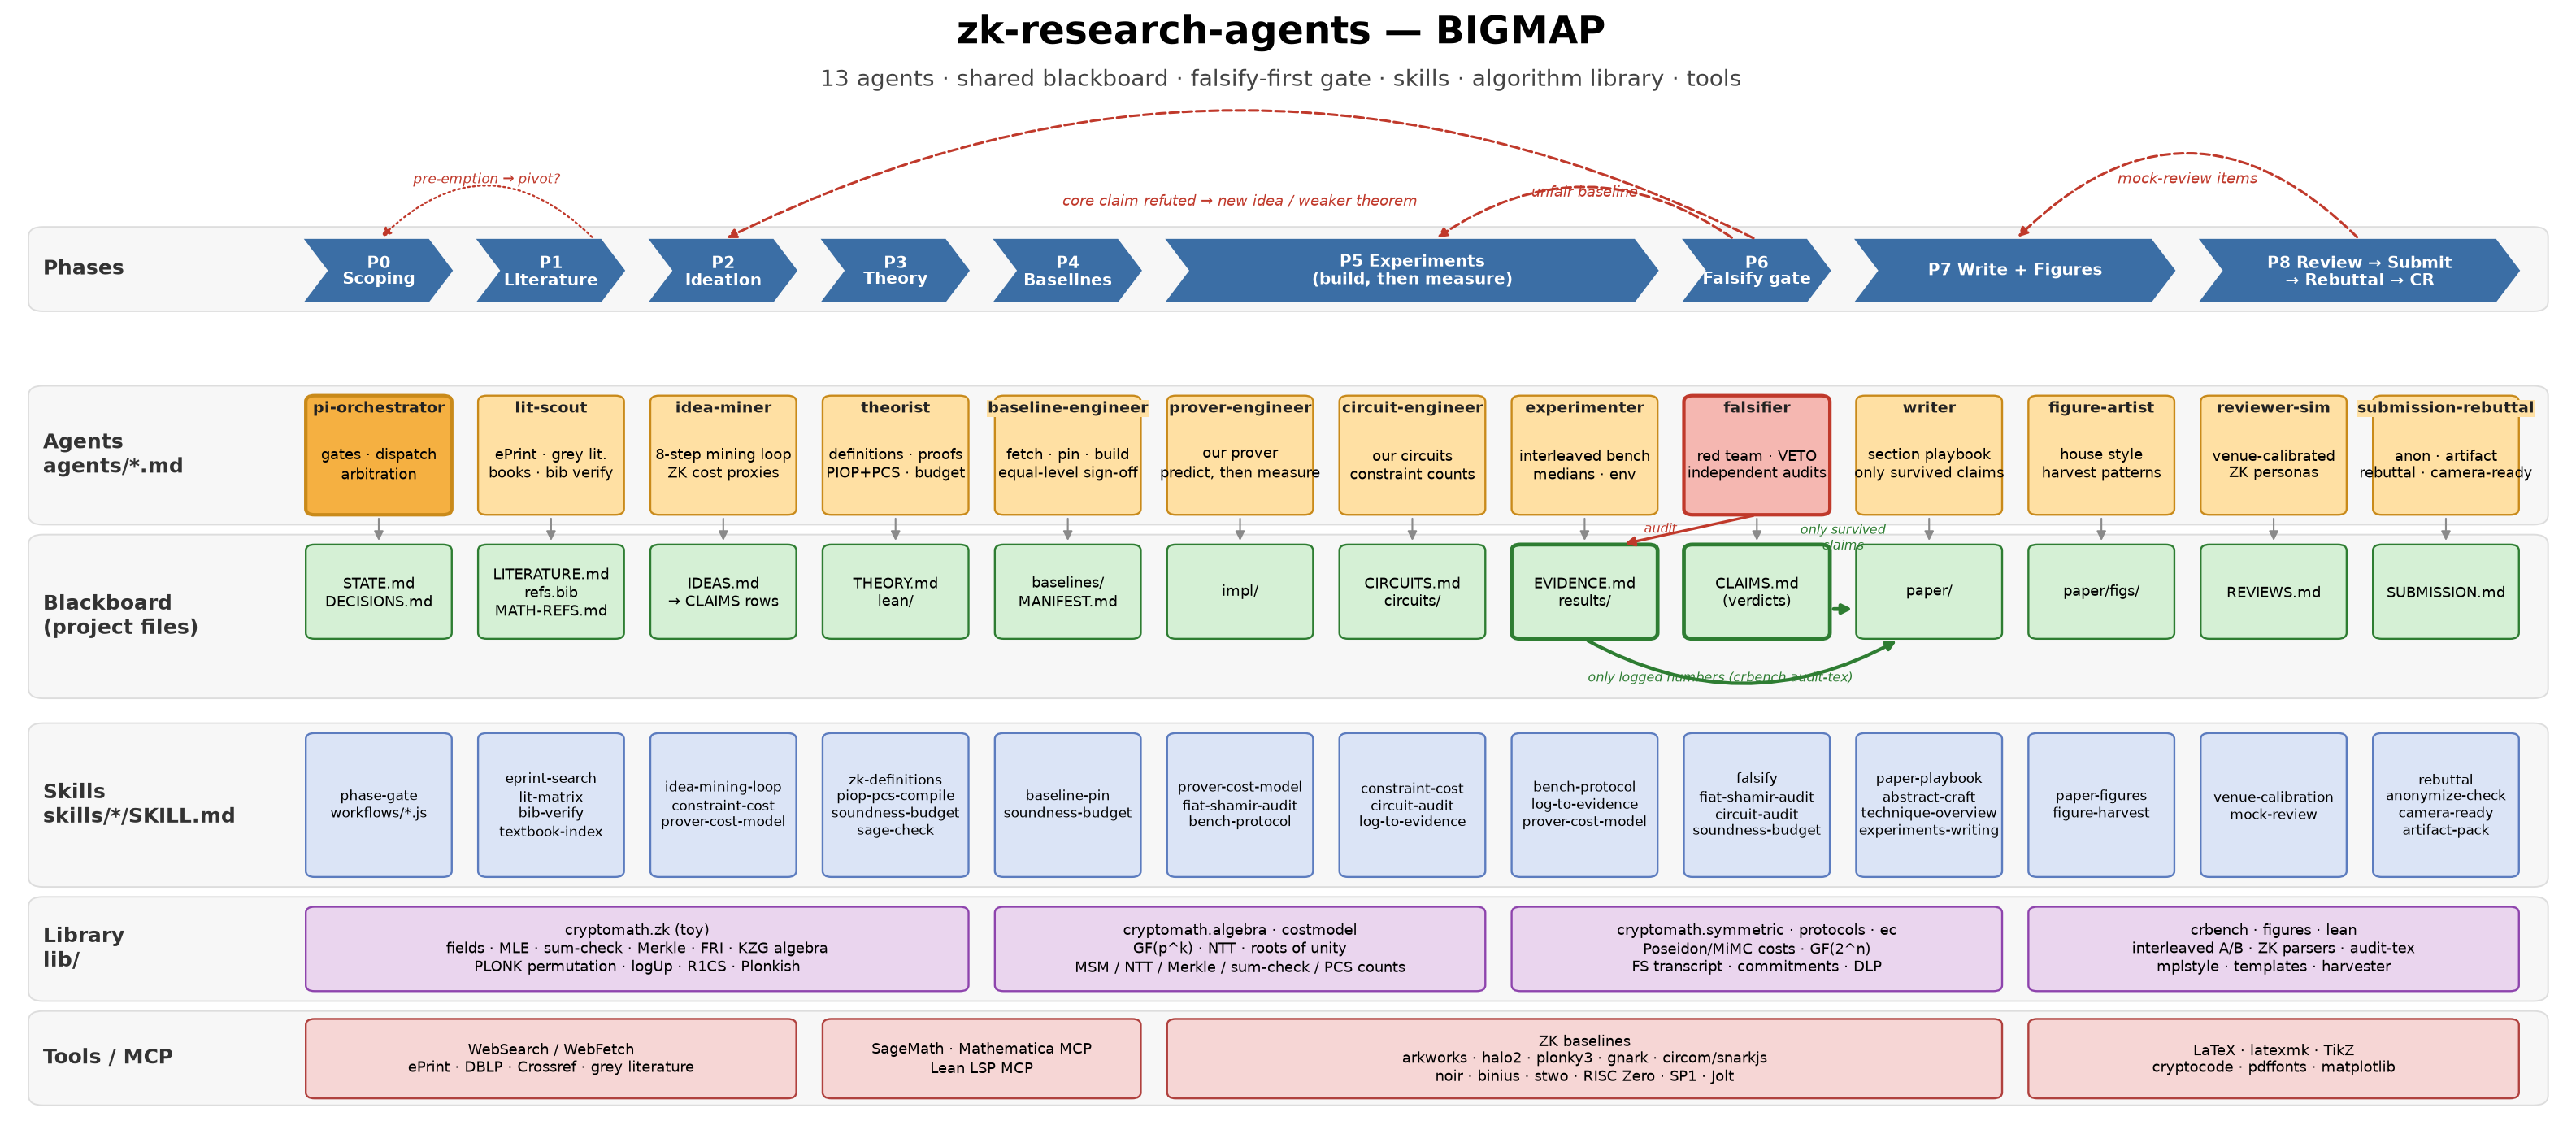 zk-research-agents — BIGMAP
13 agents · shared blackboard · falsify-first gate · skills · algorithm library · tools
pre-emption → pivot?
core claim refuted → new idea / weaker theorem
unfair baseline
mock-review items
Phases
P0
Scoping
P1
Literature
P2
Ideation
P3
Theory
P4
Baselines
P5 Experiments
(build, then measure)
P6
Falsify gate
P7 Write + Figures
P8 Review → Submit
→ Rebuttal → CR
Agents
agents/*.md
pi-orchestrator
gates · dispatch
arbitration
lit-scout
ePrint · grey lit.
books · bib verify
idea-miner
8-step mining loop
ZK cost proxies
theorist
definitions · proofs
PIOP+PCS · budget
baseline-engineer
fetch · pin · build
equal-level sign-off
prover-engineer
our prover
predict, then measure
circuit-engineer
our circuits
constraint counts
experimenter
interleaved bench
medians · env
falsifier
red team · VETO
independent audits
writer
section playbook
only survived claims
figure-artist
house style
harvest patterns
reviewer-sim
venue-calibrated
ZK personas
submission-rebuttal
anon · artifact
rebuttal · camera-ready
audit
only survived
claims
Blackboard
(project files)
STATE.md
DECISIONS.md
LITERATURE.md
refs.bib
MATH-REFS.md
IDEAS.md
→ CLAIMS rows
THEORY.md
lean/
baselines/
MANIFEST.md
impl/
CIRCUITS.md
circuits/
EVIDENCE.md
results/
CLAIMS.md
(verdicts)
paper/
paper/figs/
REVIEWS.md
SUBMISSION.md
only logged numbers (crbench audit-tex)
Skills
skills/*/SKILL.md
phase-gate
workflows/*.js
eprint-search
lit-matrix
bib-verify
textbook-index
idea-mining-loop
constraint-cost
prover-cost-model
zk-definitions
piop-pcs-compile
soundness-budget
sage-check
baseline-pin
soundness-budget
prover-cost-model
fiat-shamir-audit
bench-protocol
constraint-cost
circuit-audit
log-to-evidence
bench-protocol
log-to-evidence
prover-cost-model
falsify
fiat-shamir-audit
circuit-audit
soundness-budget
paper-playbook
abstract-craft
technique-overview
experiments-writing
paper-figures
figure-harvest
venue-calibration
mock-review
rebuttal
anonymize-check
camera-ready
artifact-pack
Library
lib/
cryptomath.zk (toy)
fields · MLE · sum-check · Merkle · FRI · KZG algebra
PLONK permutation · logUp · R1CS · Plonkish
cryptomath.algebra · costmodel
GF(p^k) · NTT · roots of unity
MSM / NTT / Merkle / sum-check / PCS counts
cryptomath.symmetric · protocols · ec
Poseidon/MiMC costs · GF(2^n)
FS transcript · commitments · DLP
crbench · figures · lean
interleaved A/B · ZK parsers · audit-tex
mplstyle · templates · harvester
Tools / MCP
WebSearch / WebFetch
ePrint · DBLP · Crossref · grey literature
SageMath · Mathematica MCP
Lean LSP MCP
ZK baselines
arkworks · halo2 · plonky3 · gnark · circom/snarkjs
noir · binius · stwo · RISC Zero · SP1 · Jolt
LaTeX · latexmk · TikZ
cryptocode · pdffonts · matplotlib